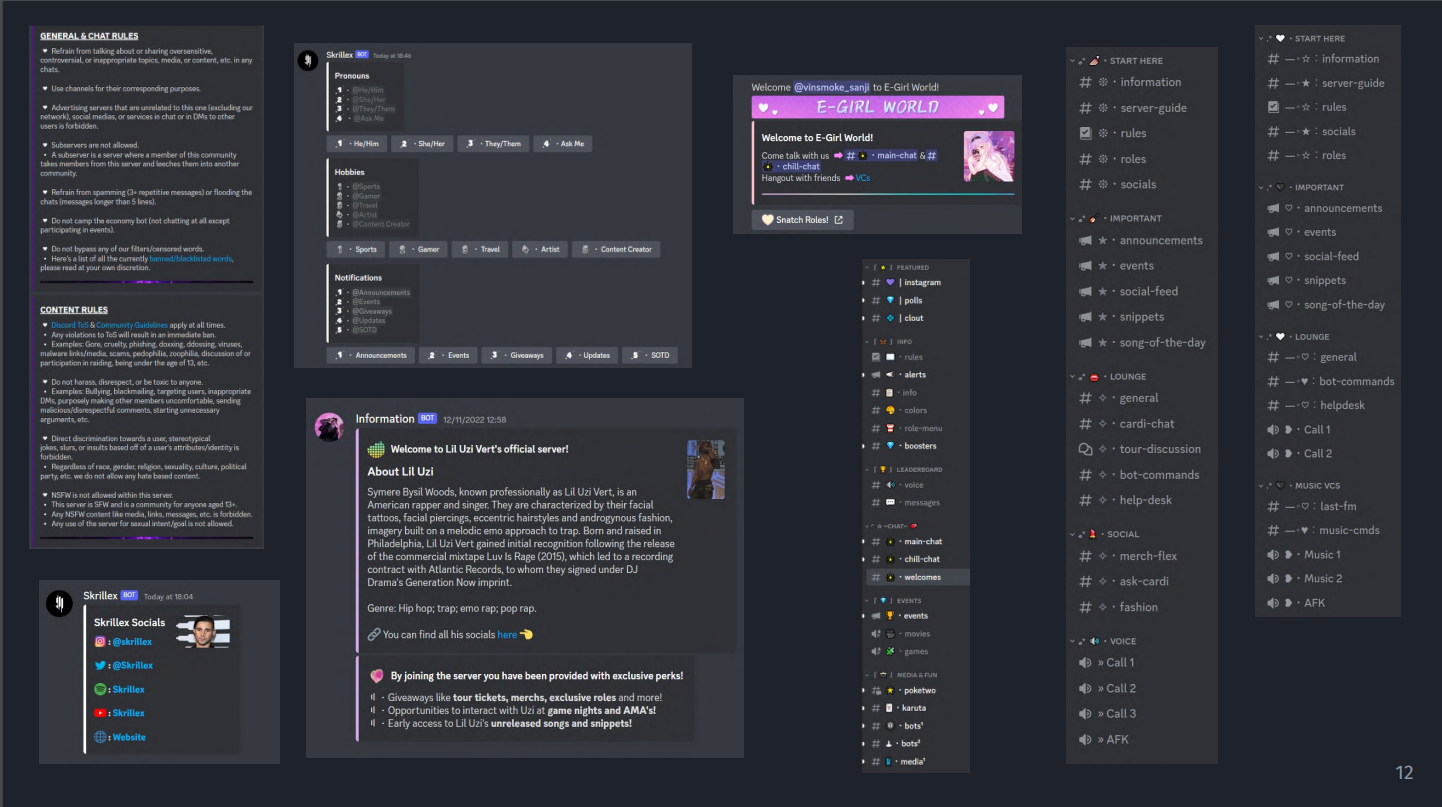 GENERAL & CHAT RULES
♥ Refrain from talking about or sharing oversensitive,
controversial, or inappropriate topics, media, or content, etc. in any
chats.
♥ Use channels for their corresponding purposes.
♥ Advertising servers that are unrelated to this one (excluding our
network), social medias, or services in chat or in DMs to other
users is forbidden.
♥ Subservers are not allowed.
• A subserver is a server where a member of this community
takes members from this server and leeches them into another
community.
♥ Refrain from spamming (3+ repetitive messages) or flooding the
chats (messages longer than 5 lines).
♥ Do not camp the economy bot (not chatting at all except
participating in events).
♥ Do not bypass any of our filters/censored words.
• Here's a list of all the currently banned/blacklisted words,
please read at your own discretion.
CONTENT RULES
♥ Discord ToS & Community Guidelines apply at all times.
• Any violations to ToS will result in an immediate ban.
• Examples: Gore, cruelty, phishing, doxxing, ddosing, viruses,
malware links/media, scams, pedophilia, zoophilia, discussion of or
participation in raiding, being under the age of 13, etc.
♥ Do not harass, disrespect, or be toxic to anyone.
• Examples: Bullying, blackmailing, targeting users, inappropriate
DMs, purposely making other members uncomfortable, sending
malicious/disrespectful comments, starting unnecessary
arguments, etc.
♥ Direct discrimination towards a user, stereotypical
jokes, slurs, or insults based off of a user's attributes/identity is
forbidden.
• Regardless of race, gender, religion, sexuality, culture, political
party, etc. we do not allow any hate based content.
♥ NSFW is not allowed within this server.
• This server is SFW and is a community for anyone aged 13+.
• Any NSFW content like media, links, messages, etc. is forbidden.
• Any use of the server for sexual intent/goal is not allowed.
Skrillex BOT Today at 18:04
Skrillex Socials
: @skrillex
: @Skrillex
: Skrillex
: Skrillex
: Website
Skrillex BOT Today at 18:46
Pronouns
1 • @He/Him
2 • @She/Her
3 • @They/Them
4 • @Ask Me
1 • He/Him 2 • She/Her 3 • They/Them 4 • Ask Me
Hobbies
• @Sports
• @Gamer
• @Travel
• @Artist
• @Content Creator
• Sports • Gamer • Travel • Artist • Content Creator
Notifications
1 • @Announcements
2 • @Events
3 • @Giveaways
4 • @Updates
5 • @SOTD
1 • Announcements 2 • Events 3 • Giveaways 4 • Updates 5 • SOTD
Information BOT 12/11/2022 12:58
Welcome to Lil Uzi Vert's official server!
About Lil Uzi
Symere Bysil Woods, known professionally as Lil Uzi Vert, is an
American rapper and singer. They are characterized by their facial
tattoos, facial piercings, eccentric hairstyles and androgynous fashion,
imagery built on a melodic emo approach to trap. Born and raised in
Philadelphia, Lil Uzi Vert gained initial recognition following the release
of the commercial mixtape Luv Is Rage (2015), which led to a recording
contract with Atlantic Records, to whom they signed under DJ
Drama's Generation Now imprint.
Genre: Hip hop; trap; emo rap; pop rap.
You can find all his socials here
By joining the server you have been provided with exclusive perks!
- Giveaways like tour tickets, merchs, exclusive roles and more!
- Opportunities to interact with Uzi at game nights and AMA's!
- Early access to Lil Uzi's unreleased songs and snippets!
Welcome @vinsmoke_sanji to E-Girl World!
E-GIRL WORLD
Welcome to E-Girl World!
Come talk with us # • main-chat & #
• chill-chat
Hangout with friends VCs
Snatch Roles!
FEATURED
# | instagram
# | polls
# | clout
INFO
• rules
• alerts
# • info
# • colors
# • role-menu
# • boosters
LEADERBOARD
# • voice
# • messages
~CHAT~
# • main-chat
# • chill-chat
# • welcomes
EVENTS
• events
• movies
• games
MEDIA & FUN
• poketwo
# • karuta
# • bots¹
# • bots²
# • media¹
• START HERE
# • information
# • server-guide
• rules
# • roles
# • socials
• IMPORTANT
★ • announcements
★ • events
★ • social-feed
★ • snippets
★ • song-of-the-day
• LOUNGE
# ✧ • general
# ✧ • cardi-chat
✧ • tour-discussion
# ✧ • bot-commands
# ✧ • help-desk
• SOCIAL
# ✧ • merch-flex
# ✧ • ask-cardi
# ✧ • fashion
• VOICE
» Call 1
» Call 2
» Call 3
» AFK
• START HERE
# —・☆ : information
# —・★ : server-guide
—・☆ : rules
# —・★ : socials
# —・☆ : roles
• IMPORTANT
♡ • announcements
♡ • events
♡ • social-feed
♡ • snippets
♡ • song-of-the-day
• LOUNGE
# —・♡ : general
# —・♥ : bot-commands
# —・♡ : helpdesk
❥ • Call 1
❥ • Call 2
• MUSIC VCS
# —・♡ : last-fm
# —・♥ : music-cmds
❥ • Music 1
❥ • Music 2
❥ • AFK
12